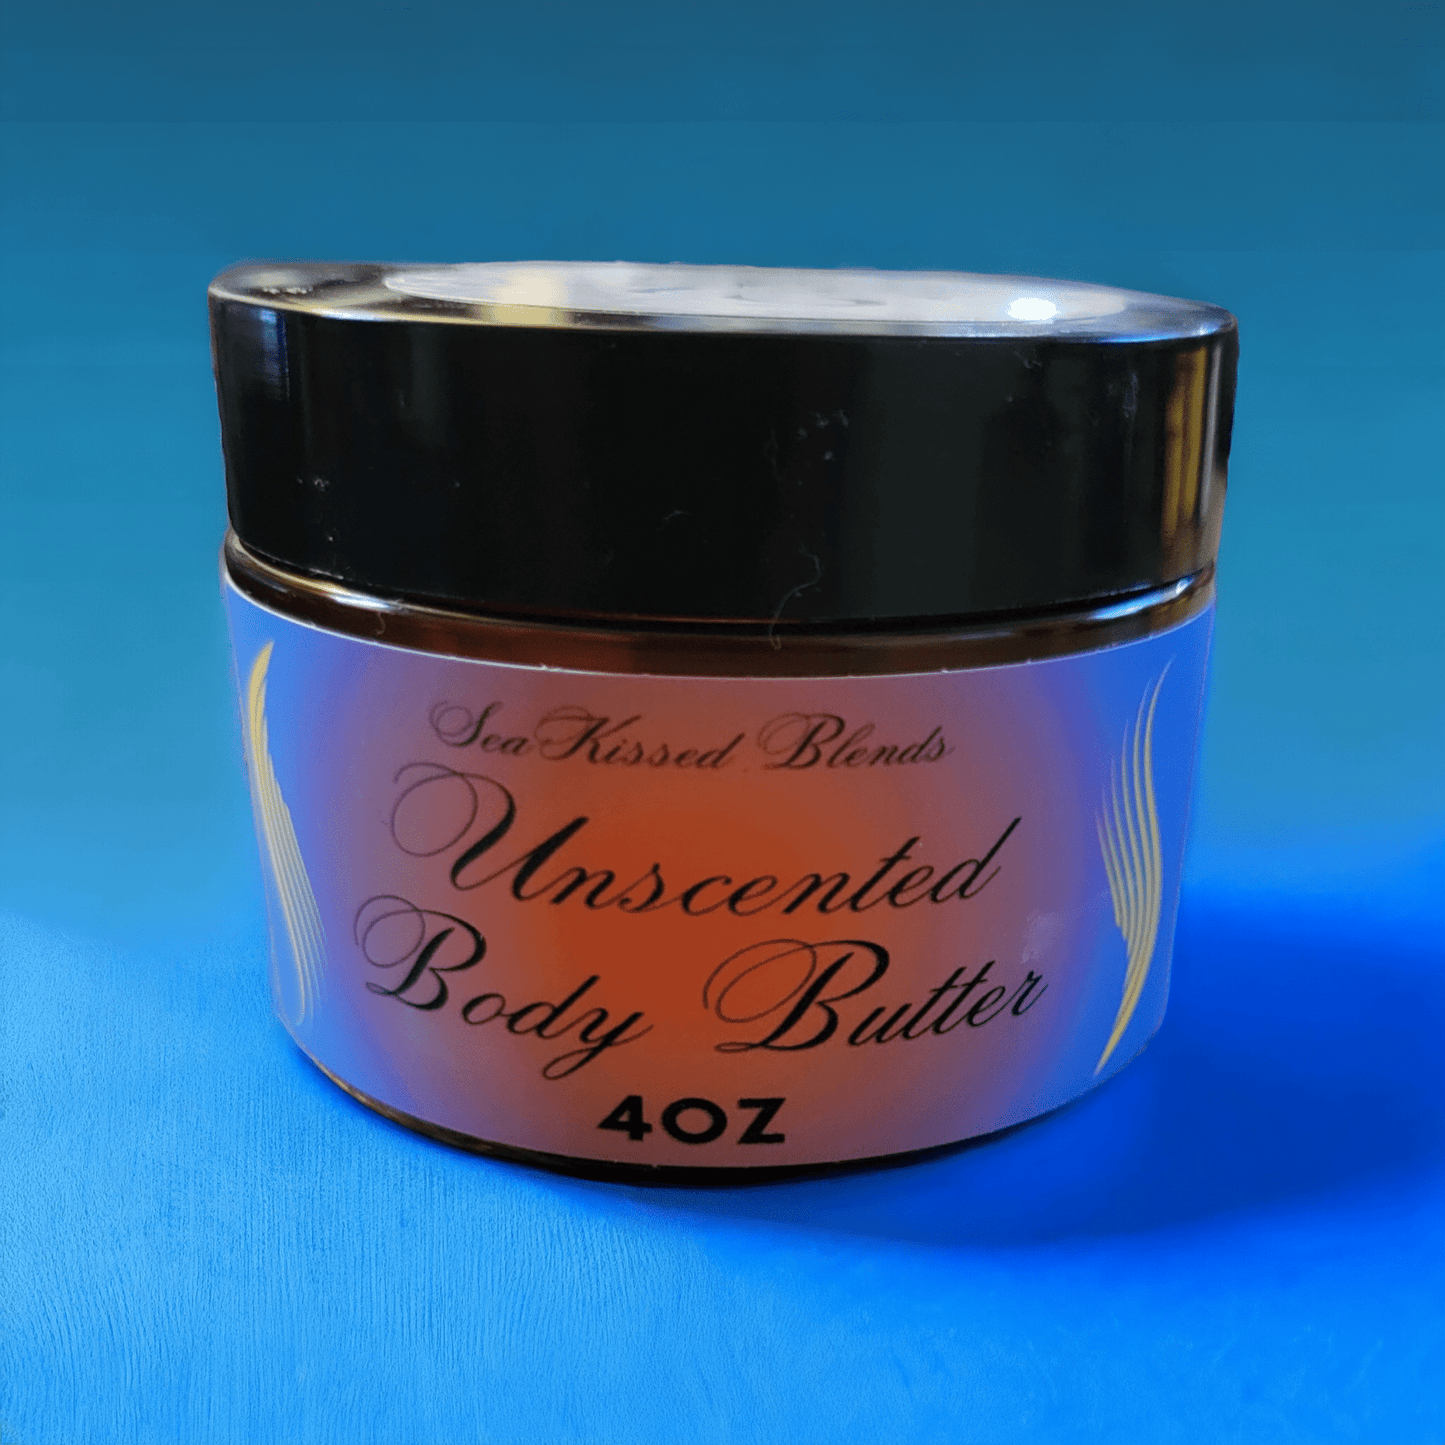 SeaKissed Blends
Unscented
Body Butter
4OZ